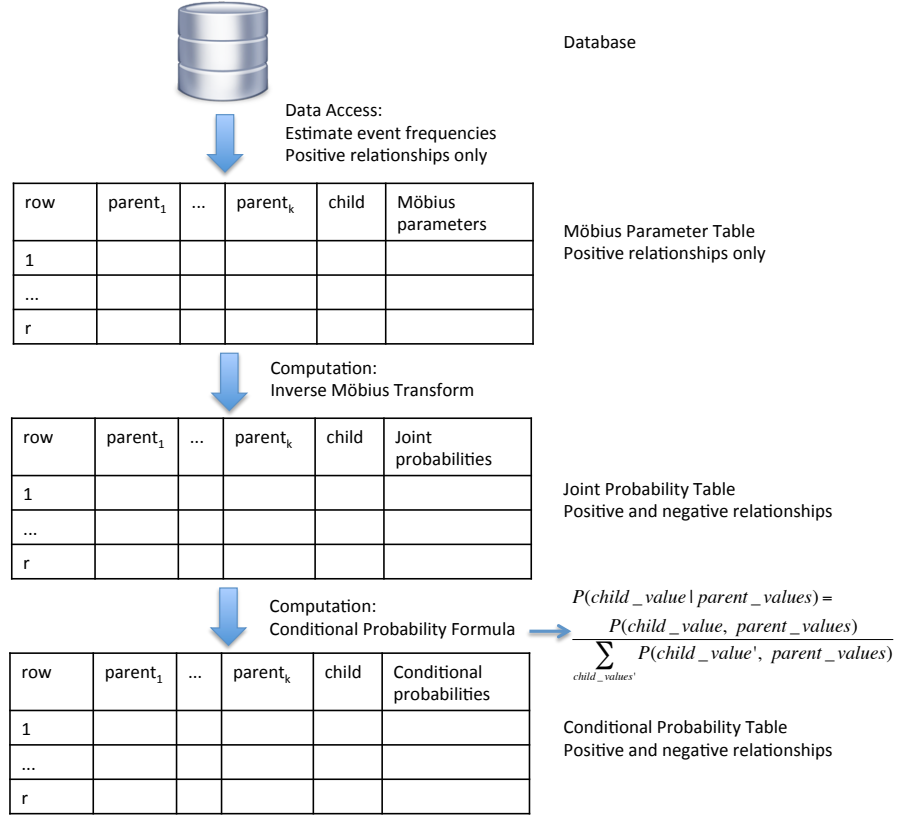 Database
Data Access:
Estimate event frequencies
Positive relationships only
row parent₁ ... parentₖ child Möbius parameters
1
...
r
Möbius Parameter Table
Positive relationships only
Computation:
Inverse Möbius Transform
row parent₁ ... parentₖ child Joint probabilities
1
...
r
Joint Probability Table
Positive and negative relationships
Computation:
Conditional Probability Formula
P(child_value | parent_values) =
P(child_value, parent_values)
∑ P(child_value', parent_values)
child_values'
row parent₁ ... parentₖ child Conditional probabilities
1
...
r
Conditional Probability Table
Positive and negative relationships